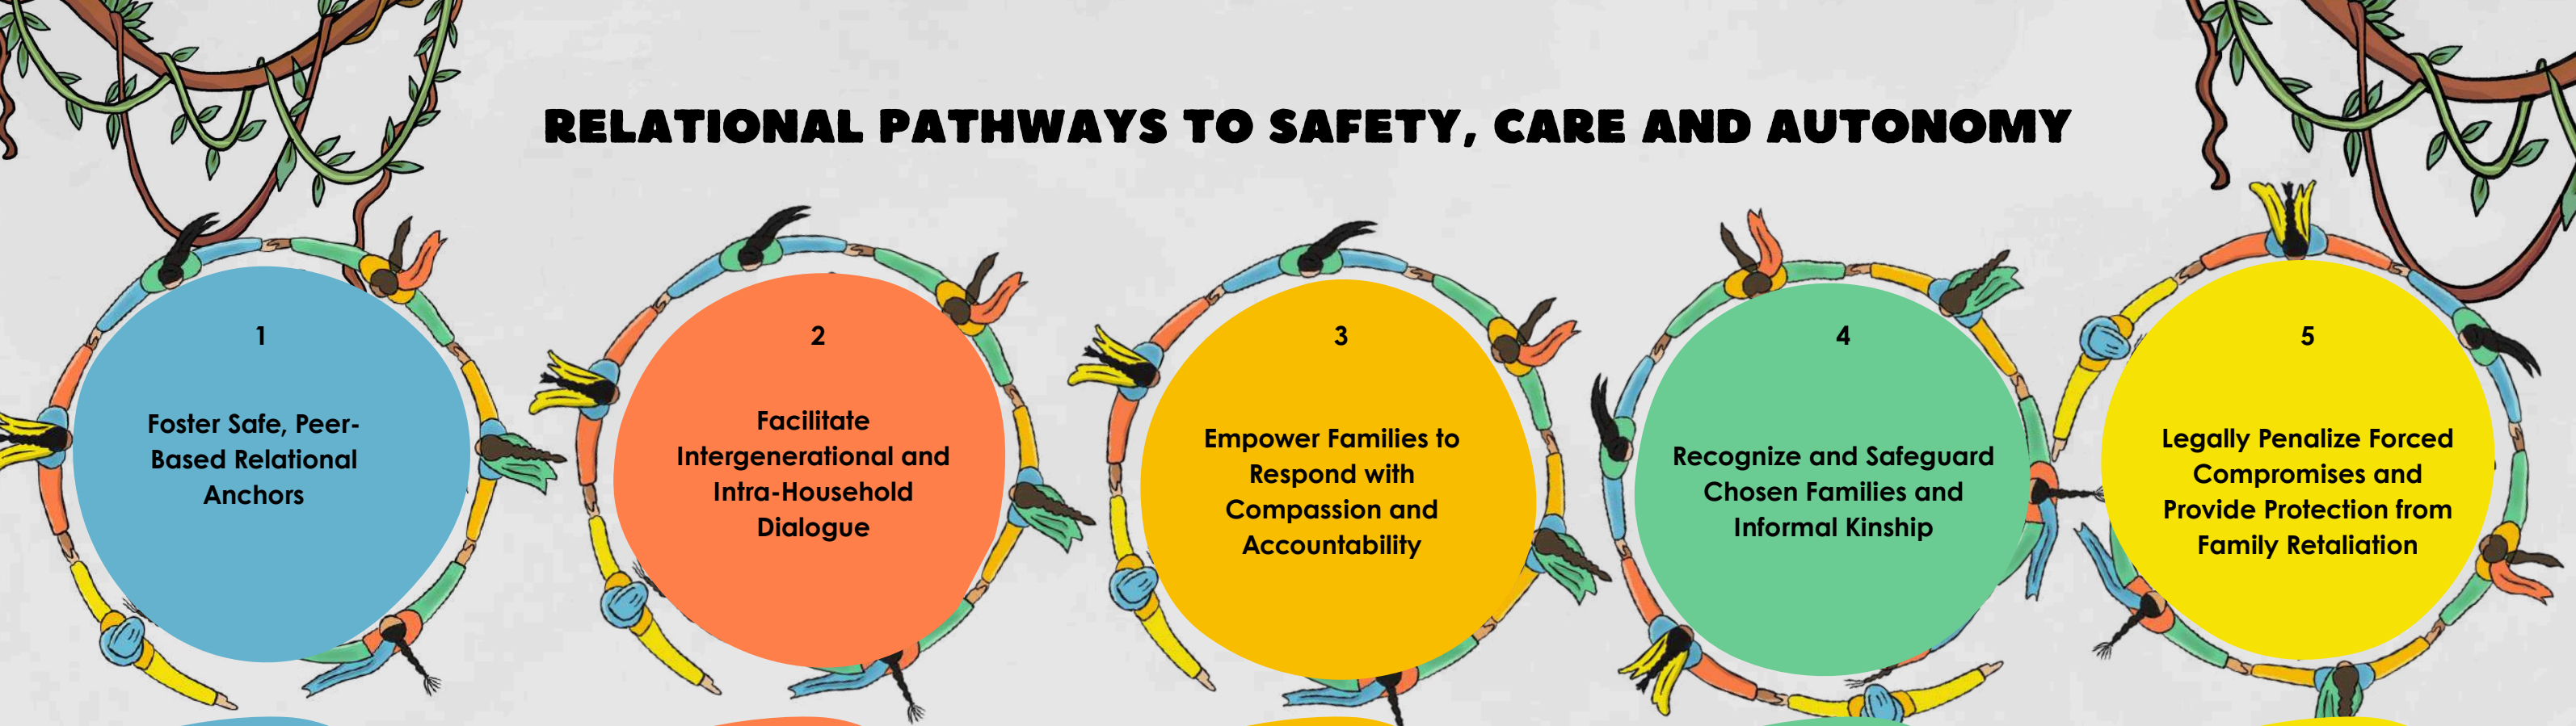 RELATIONAL PATHWAYS TO SAFETY, CARE AND AUTONOMY
1
Foster Safe, Peer-
Based Relational
Anchors
2
Facilitate
Intergenerational and
Intra-Household
Dialogue
3
Empower Families to
Respond with
Compassion and
Accountability
4
Recognize and Safeguard
Chosen Families and
Informal Kinship
5
Legally Penalize Forced
Compromises and
Provide Protection from
Family Retaliation